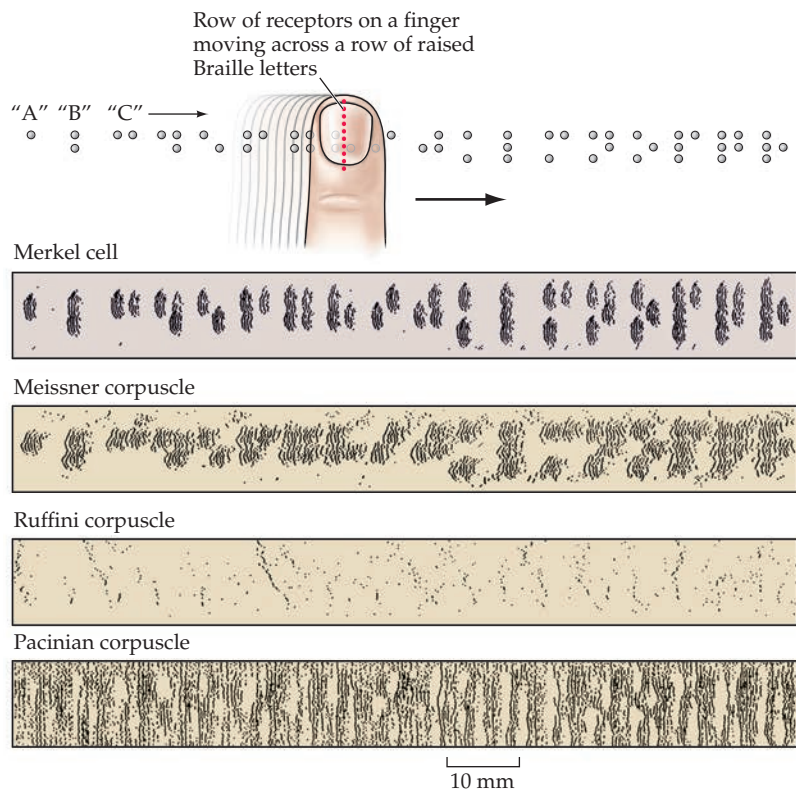 Row of receptors on a finger
moving across a row of raised
Braille letters
“A” “B” “C”
Merkel cell
Meissner corpuscle
Ruffini corpuscle
Pacinian corpuscle
10 mm